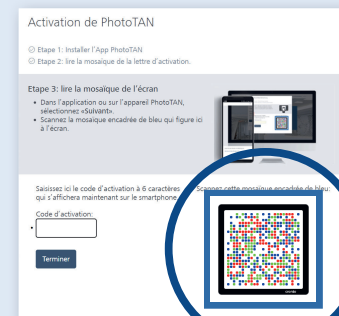 Activation de PhotoTAN
Etape 1: Installer l'App PhotoTAN
Etape 2: lire la mosaïque de la lettre d'activation.
Etape 3: lire la mosaïque de l'écran
• Dans l'application ou sur l'appareil PhotoTAN,
sélectionnez «Suivant».
• Scannez la mosaïque encadrée de bleu qui figure ici
à l'écran.
Saisissez ici le code d'activation à 6 caractères
qui s'affichera maintenant sur le smartphone.
Code d'activation:
Terminer
Scannez cette mosaïque encadrée de bleu: